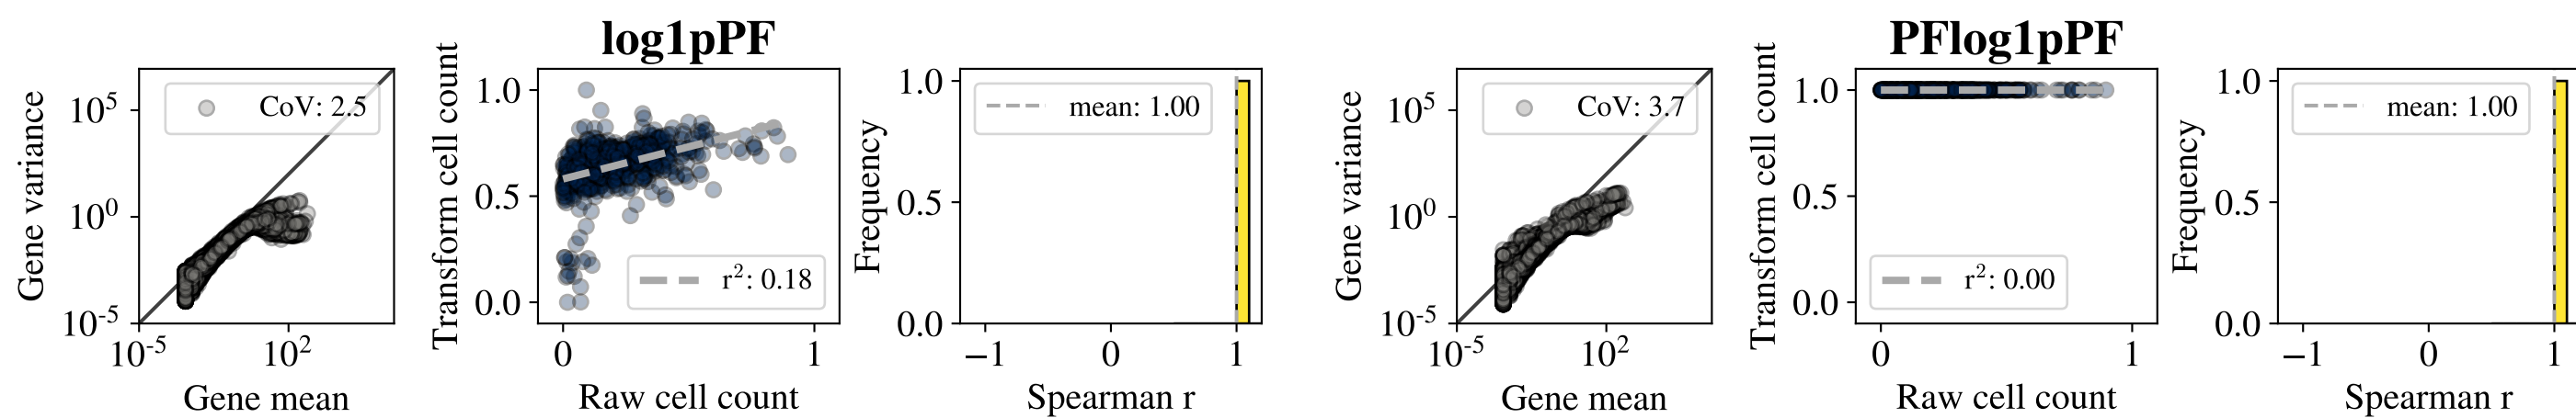 log1pPF
Gene variance
10^5
10^0
10^-5
CoV: 2.5
10^-5
10^2
Gene mean
Transform cell count
1.0
0.5
0.0
r²: 0.18
0
1
Raw cell count
Frequency
1.0
0.5
0.0
mean: 1.00
−1
0
1
Spearman r
PFlog1pPF
Gene variance
10^5
10^0
10^-5
CoV: 3.7
10^-5
10^2
Gene mean
Transform cell count
1.0
0.5
0.0
r²: 0.00
0
1
Raw cell count
Frequency
1.0
0.5
0.0
mean: 1.00
−1
0
1
Spearman r